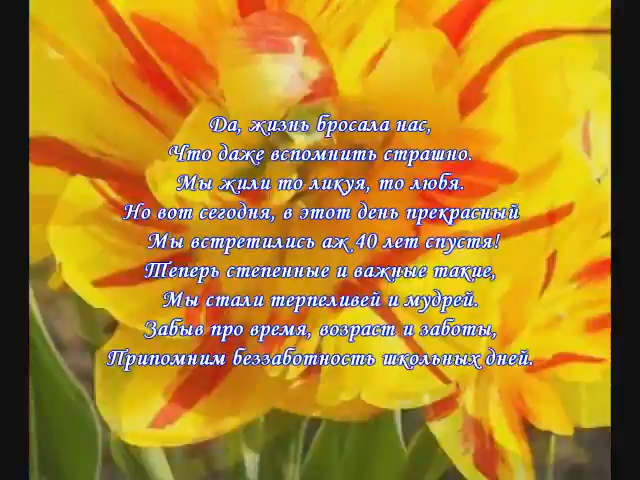 Да, жизнь бросала нас,
Что даже вспомнить страшно.
Мы жили то ликуя, то любя.
Но вот сегодня, в этот день прекрасный
Мы встретились аж 40 лет спустя!
Теперь степенные и важные такие,
Мы стали терпеливей и мудрей.
Забыв про время, возраст и заботы,
Припомним беззаботность школьных дней.